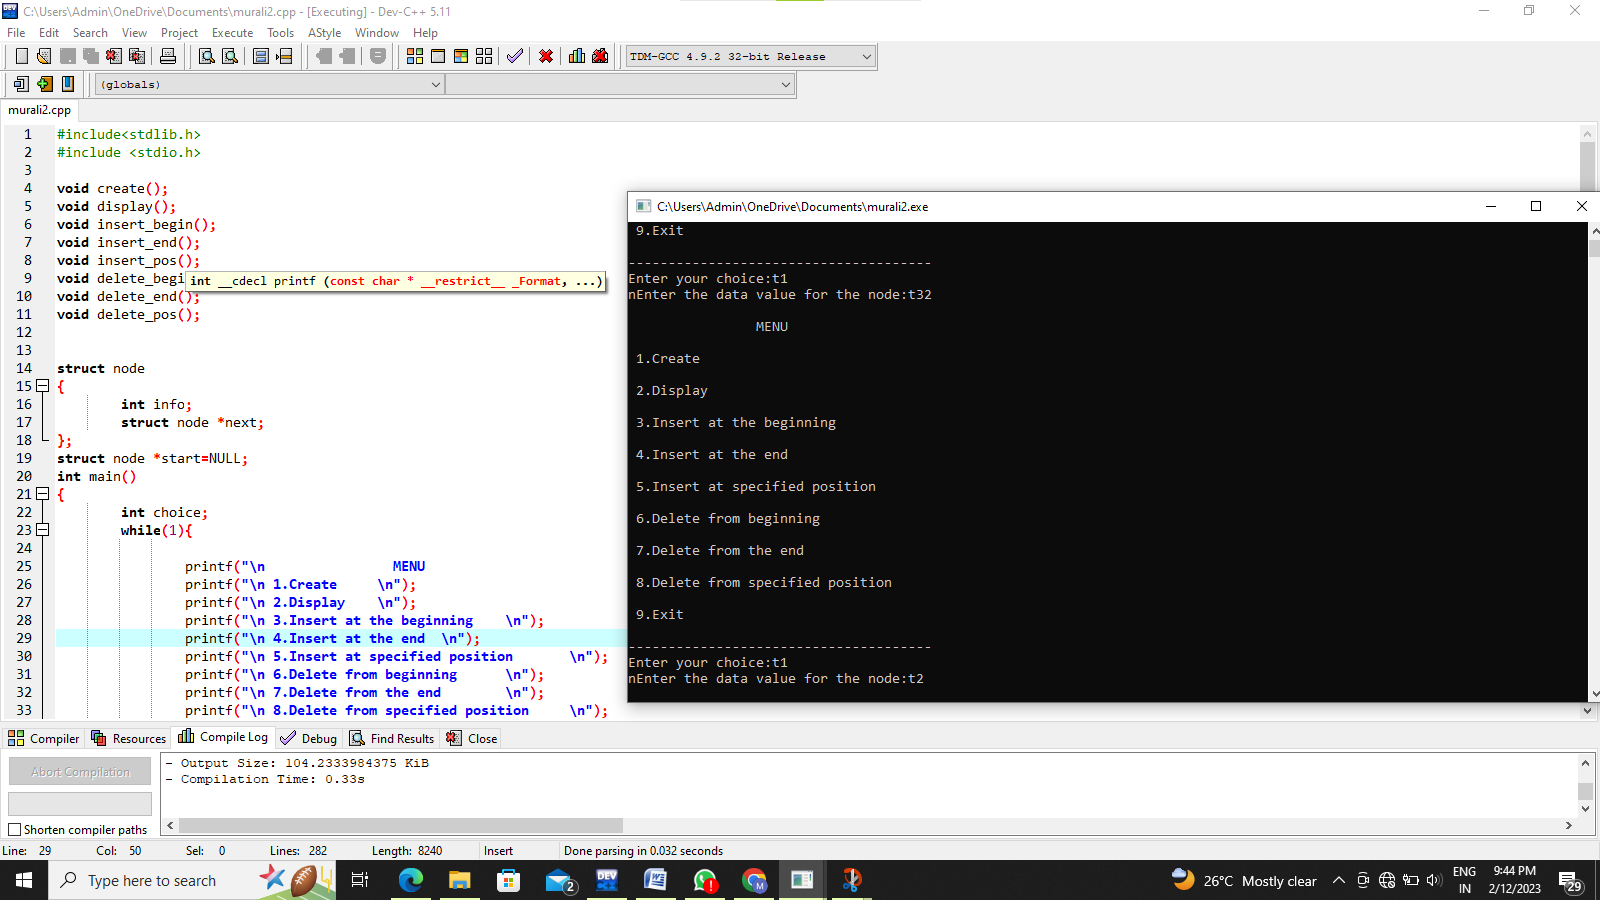 C:\Users\Admin\OneDrive\Documents\murali2.cpp - [Executing] - Dev-C++ 5.11
File Edit Search View Project Execute Tools AStyle Window Help
TDM-GCC 4.9.2 32-bit Release
(globals)
murali2.cpp
1 #include<stdlib.h>
2 #include <stdio.h>
3
4 void create();
5 void display();
6 void insert_begin();
7 void insert_end();
8 void insert_pos();
9 void delete_begi
int __cdecl printf (const char * __restrict__ _Format, ...)
10 void delete_end();
11 void delete_pos();
12
13
14 struct node
15 {
16 int info;
17 struct node *next;
18 };
19 struct node *start=NULL;
20 int main()
21 {
22 int choice;
23 while(1){
24
25 printf("\n MENU
26 printf("\n 1.Create \n");
27 printf("\n 2.Display \n");
28 printf("\n 3.Insert at the beginning \n");
29 printf("\n 4.Insert at the end \n");
30 printf("\n 5.Insert at specified position \n");
31 printf("\n 6.Delete from beginning \n");
32 printf("\n 7.Delete from the end \n");
33 printf("\n 8.Delete from specified position \n");
C:\Users\Admin\OneDrive\Documents\murali2.exe
9.Exit
--------------------------------------
Enter your choice:t1
nEnter the data value for the node:t32
MENU
1.Create
2.Display
3.Insert at the beginning
4.Insert at the end
5.Insert at specified position
6.Delete from beginning
7.Delete from the end
8.Delete from specified position
9.Exit
--------------------------------------
Enter your choice:t1
nEnter the data value for the node:t2
Compiler Resources Compile Log Debug Find Results Close
Abort Compilation
Shorten compiler paths
- Output Size: 104.2333984375 KiB
- Compilation Time: 0.33s
Line: 29 Col: 50 Sel: 0 Lines: 282 Length: 8240 Insert Done parsing in 0.032 seconds
Type here to search
2
DEV
M
26°C Mostly clear
ENG
IN
9:44 PM
2/12/2023
29